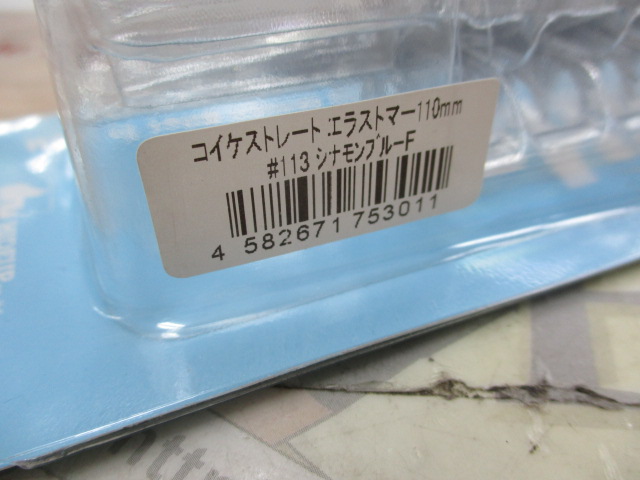 コイケストレート エラストマー110mm
#113 シナモンブルーF
4 582671 753011
http